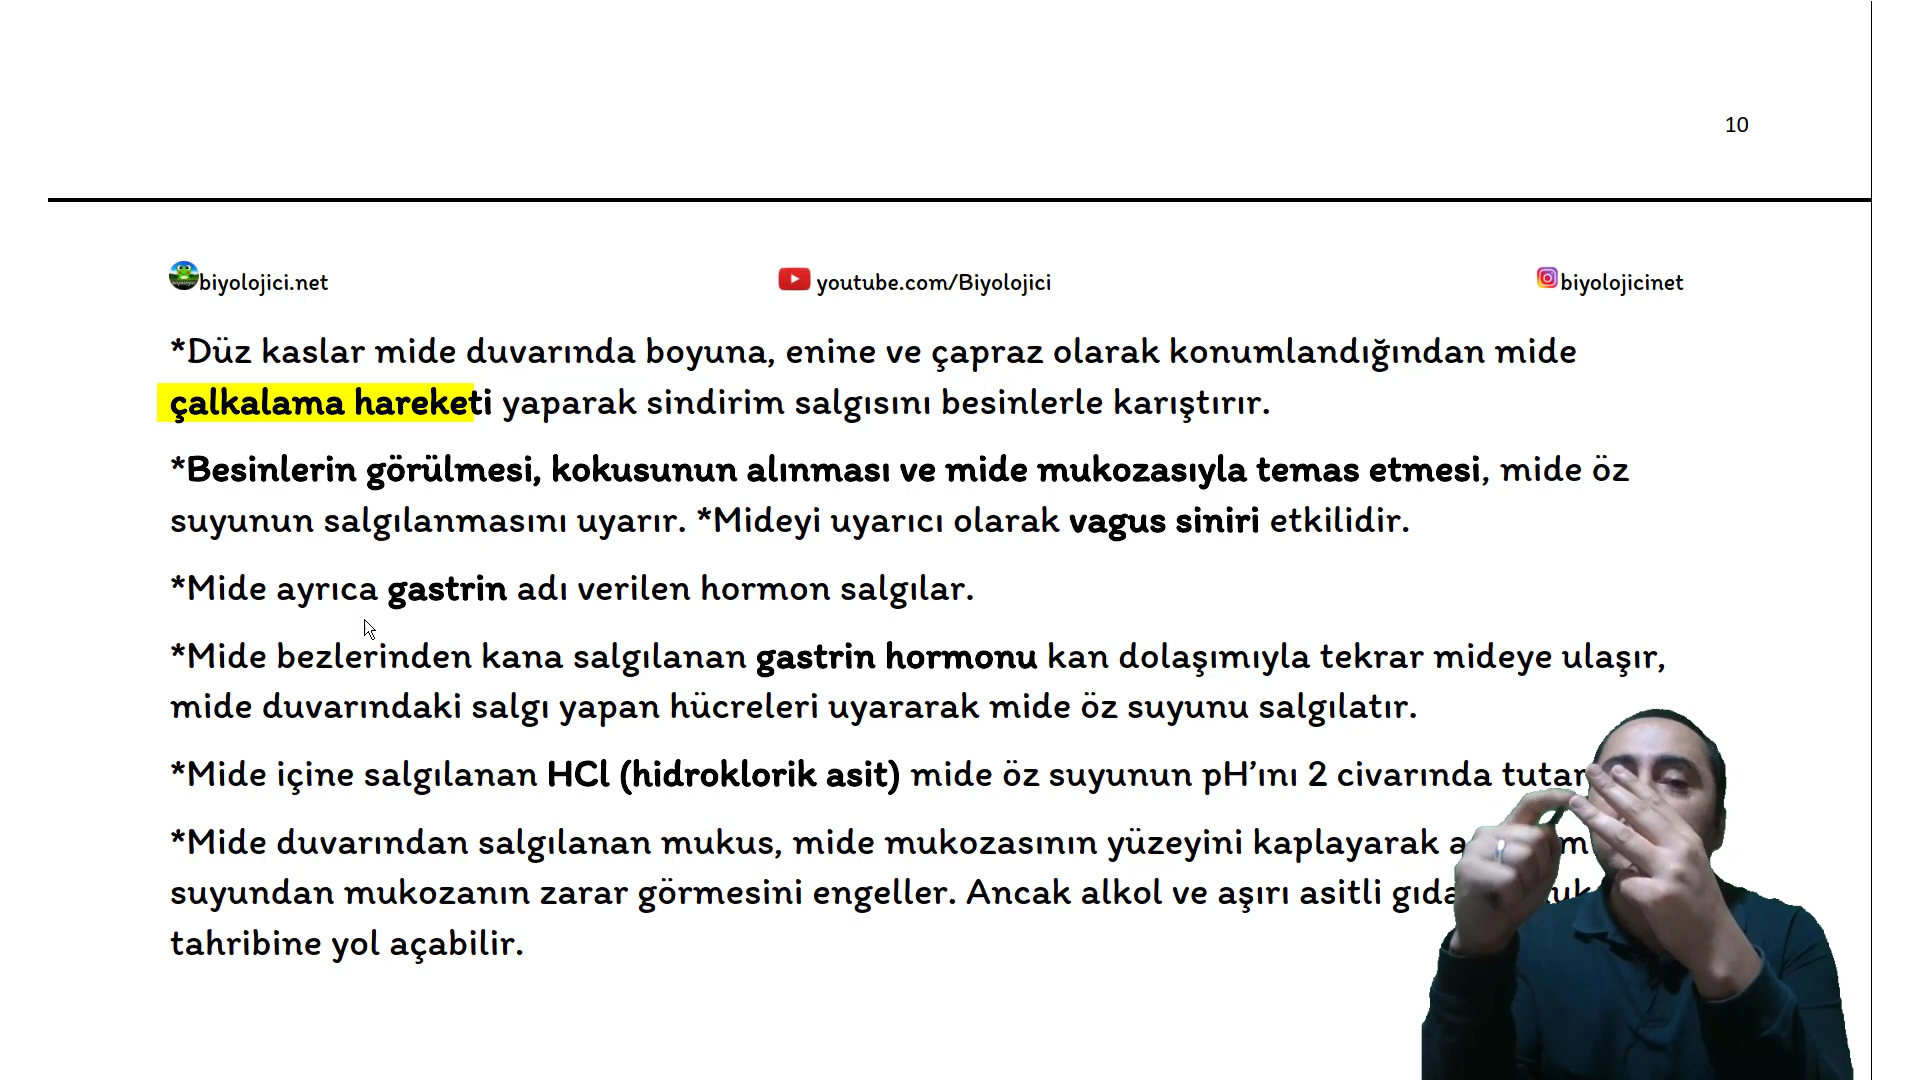 10
biyolojici.net
youtube.com/Biyolojici
biyolojicinet
*Düz kaslar mide duvarında boyuna, enine ve çapraz olarak konumlandığından mide
çalkalama hareketi yaparak sindirim salgısını besinlerle karıştırır.
*Besinlerin görülmesi, kokusunun alınması ve mide mukozasıyla temas etmesi, mide öz
suyunun salgılanmasını uyarır. *Mideyi uyarıcı olarak vagus siniri etkilidir.
*Mide ayrıca gastrin adı verilen hormon salgılar.
*Mide bezlerinden kana salgılanan gastrin hormonu kan dolaşımıyla tekrar mideye ulaşır,
mide duvarındaki salgı yapan hücreleri uyararak mide öz suyunu salgılatır.
*Mide içine salgılanan HCl (hidroklorik asit) mide öz suyunun pH’ını 2 civarında tutar
*Mide duvarından salgılanan mukus, mide mukozasının yüzeyini kaplayarak
suyundan mukozanın zarar görmesini engeller. Ancak alkol ve aşırı asitli
tahribine yol açabilir.